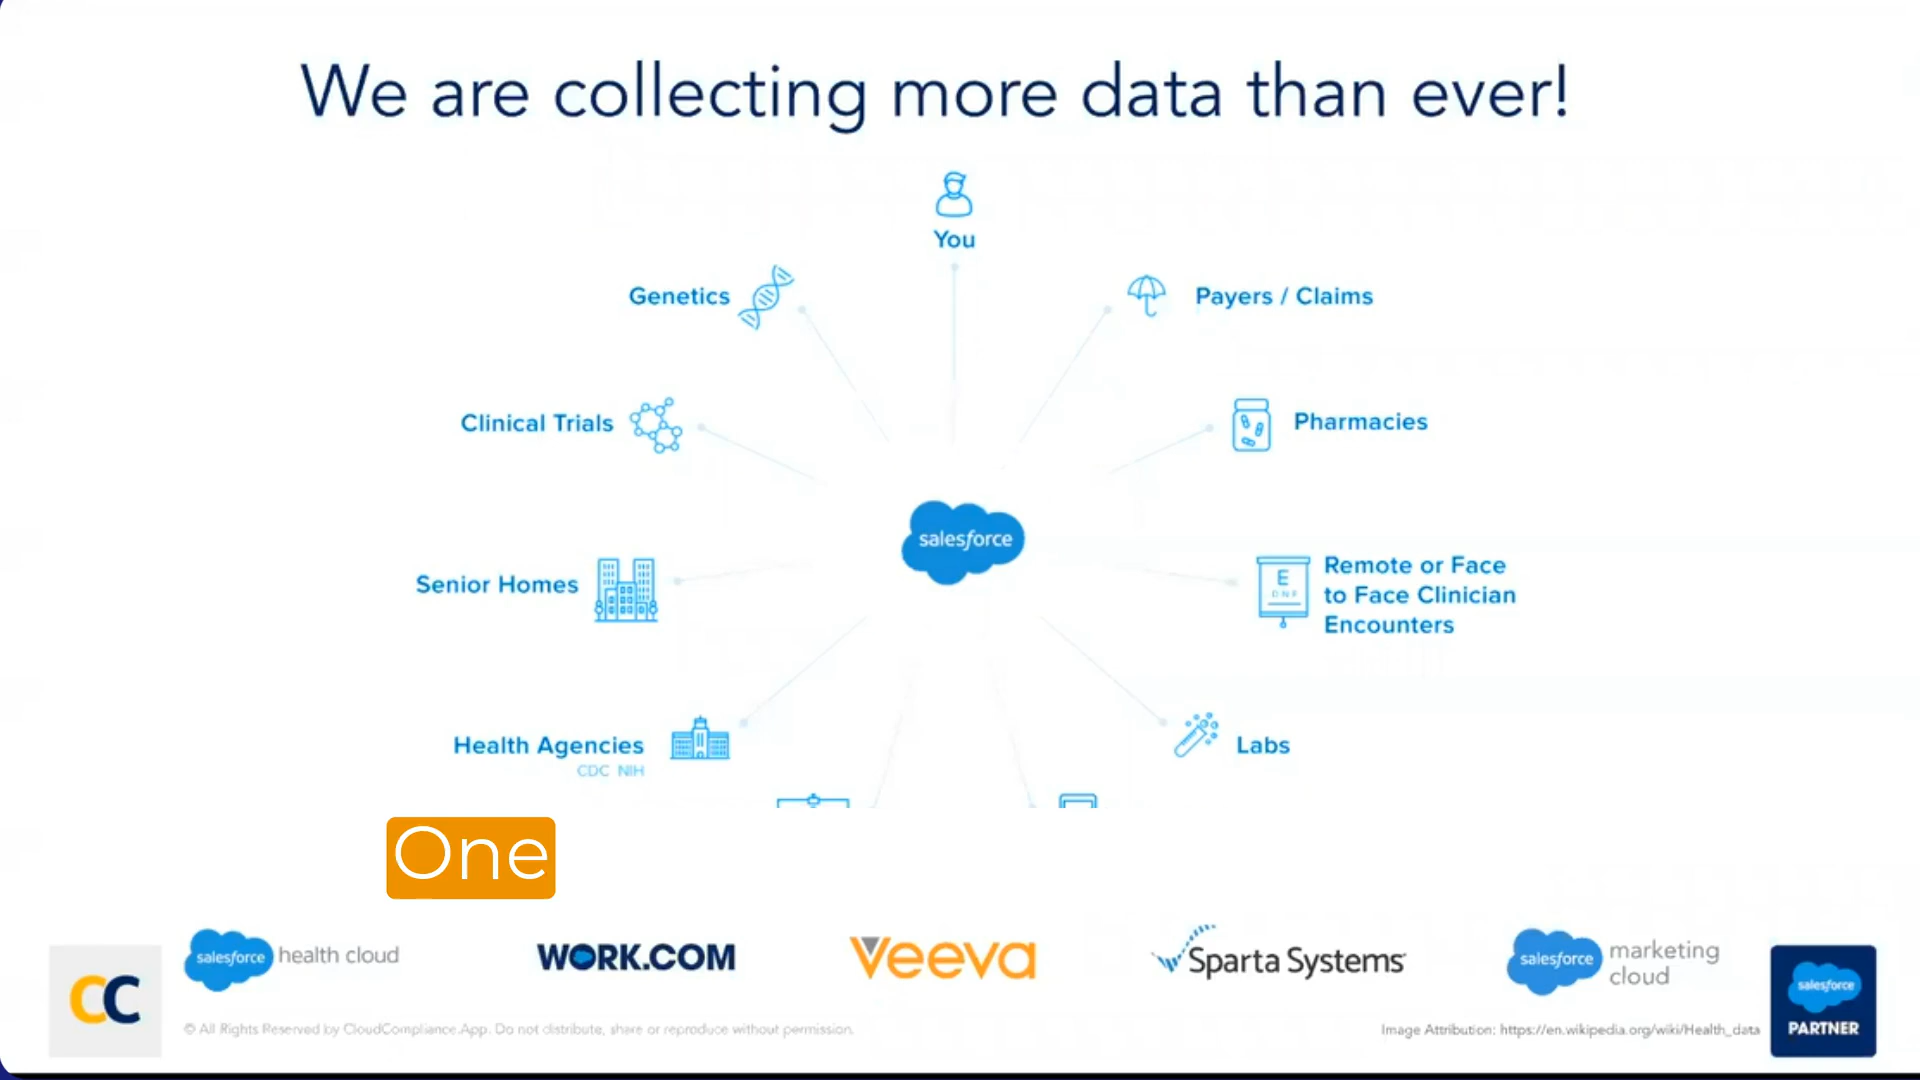 We are collecting more data than ever!
You
Genetics
Payers / Claims
Clinical Trials
Pharmacies
salesforce
Senior Homes
E
DNF
Remote or Face
to Face Clinician
Encounters
Health Agencies
CDC NIH
Labs
One
salesforce health cloud
WORK.COM
Veeva
Sparta Systems
salesforce marketing
cloud
CC
© All Rights Reserved by CloudCompliance.App. Do not distribute, share or reproduce without permission.
Image Attribution: https://en.wikipedia.org/wiki/Health_data
salesforce
PARTNER